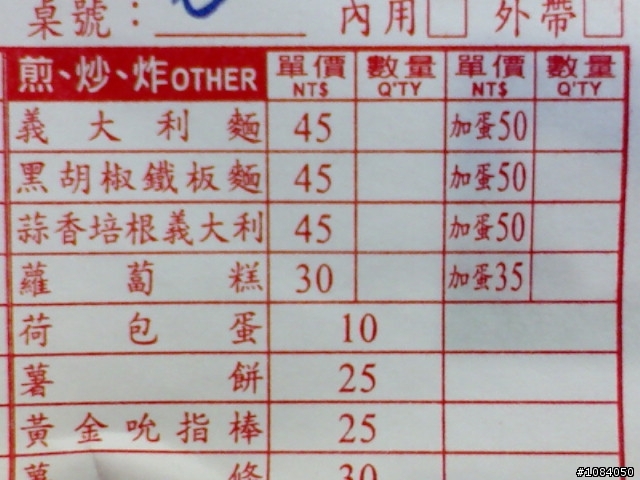 桌號： 內用 外帶
煎、炒、炸OTHER 單價 NT$ 數量 Q'TY 單價 NT$ 數量 Q'TY
義大利麵 45 加蛋50
黑胡椒鐵板麵 45 加蛋50
蒜香培根義大利 45 加蛋50
蘿蔔糕 30 加蛋35
荷包蛋 10
薯餅 25
黃金吮指棒 25
薯條 30
#1084050